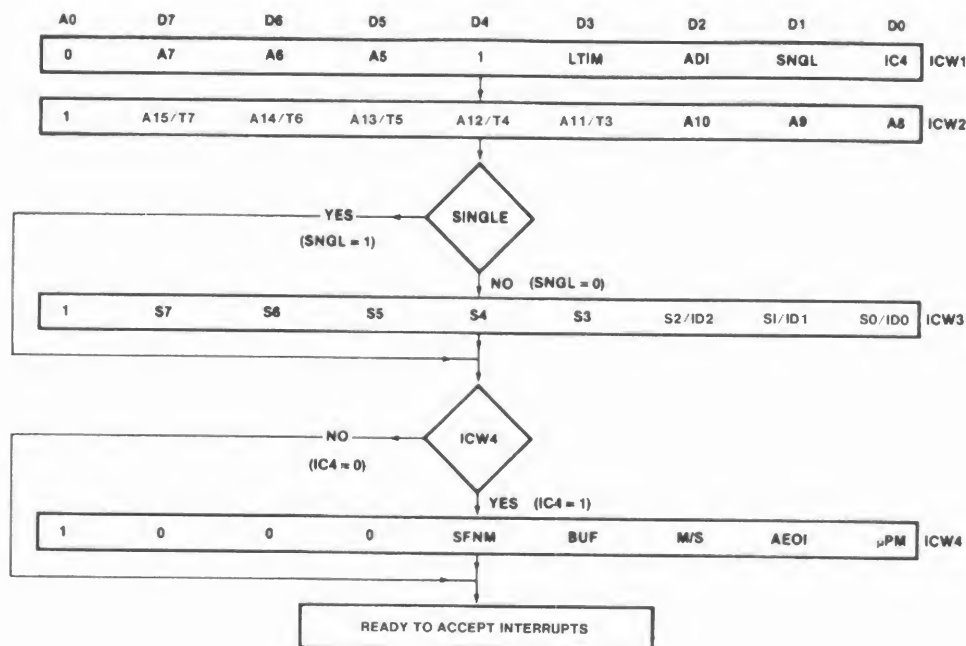 A0 D7 D6 D5 D4 D3 D2 D1 D0
0 A7 A6 A5 1 LTIM ADI SNGL IC4 ICW1
1 A15/T7 A14/T6 A13/T5 A12/T4 A11/T3 A10 A9 A8 ICW2
SINGLE
YES
(SNGL = 1)
NO (SNGL = 0)
1 S7 S6 S5 S4 S3 S2/ID2 SI/ID1 S0/ID0 ICW3
ICW4
NO
(IC4 = 0)
YES (IC4 = 1)
1 0 0 0 SFNM BUF M/S AEOI μPM ICW4
READY TO ACCEPT INTERRUPTS